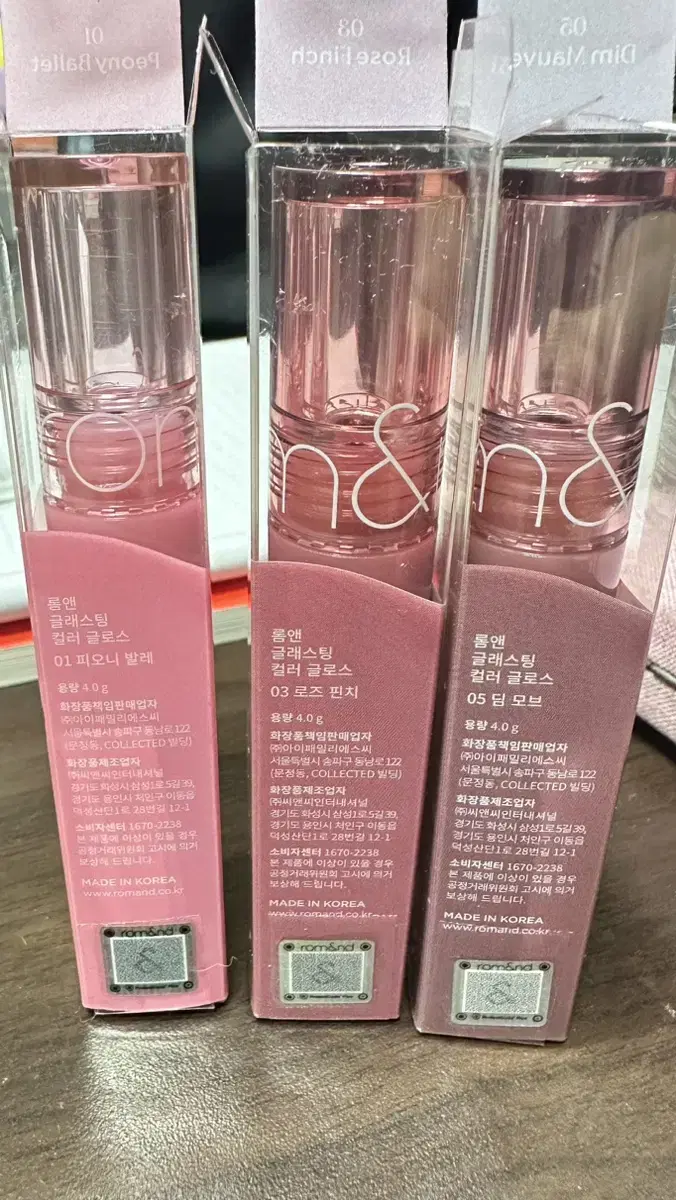 01
Peony Ballet
03
Rose Finch
05
Dim Mauve
rom
m&
m&
롬앤
글래스팅
컬러 글로스
01 피오니 발레
용량 4.0 g
화장품책임판매업자
㈜아이패밀리에스씨
서울특별시 송파구 동남로 122
(문정동, COLLECTED 빌딩)
화장품제조업자
㈜씨앤씨인터내셔널
경기도 화성시 삼성1로 5길 39,
경기도 용인시 처인구 이동읍
덕성산단1로 28번길 12-1
소비자센터 1670-2238
본 제품에 이상이 있을 경우
공정거래위원회 고시에 의거
보상해 드립니다.
MADE IN KOREA
www.romand.co.kr
rom&nd
롬앤
글래스팅
컬러 글로스
03 로즈 핀치
용량 4.0 g
화장품책임판매업자
㈜아이패밀리에스씨
서울특별시 송파구 동남로 122
(문정동, COLLECTED 빌딩)
화장품제조업자
㈜씨앤씨인터내셔널
경기도 화성시 삼성1로 5길 39,
경기도 용인시 처인구 이동읍
덕성산단1로 28번길 12-1
소비자센터 1670-2238
본 제품에 이상이 있을 경우
공정거래위원회 고시에 의거
보상해 드립니다.
MADE IN KOREA
www.romand.co.kr
rom&nd
롬앤
글래스팅
컬러 글로스
05 딤 모브
용량 4.0 g
화장품책임판매업자
㈜아이패밀리에스씨
서울특별시 송파구 동남로 122
(문정동, COLLECTED 빌딩)
화장품제조업자
㈜씨앤씨인터내셔널
경기도 화성시 삼성1로 5길 39,
경기도 용인시 처인구 이동읍
덕성산단1로 28번길 12-1
소비자센터 1670-2238
본 제품에 이상이 있을 경우
공정거래위원회 고시에 의거
보상해 드립니다.
MADE IN KOREA
www.romand.co.kr
rom&nd